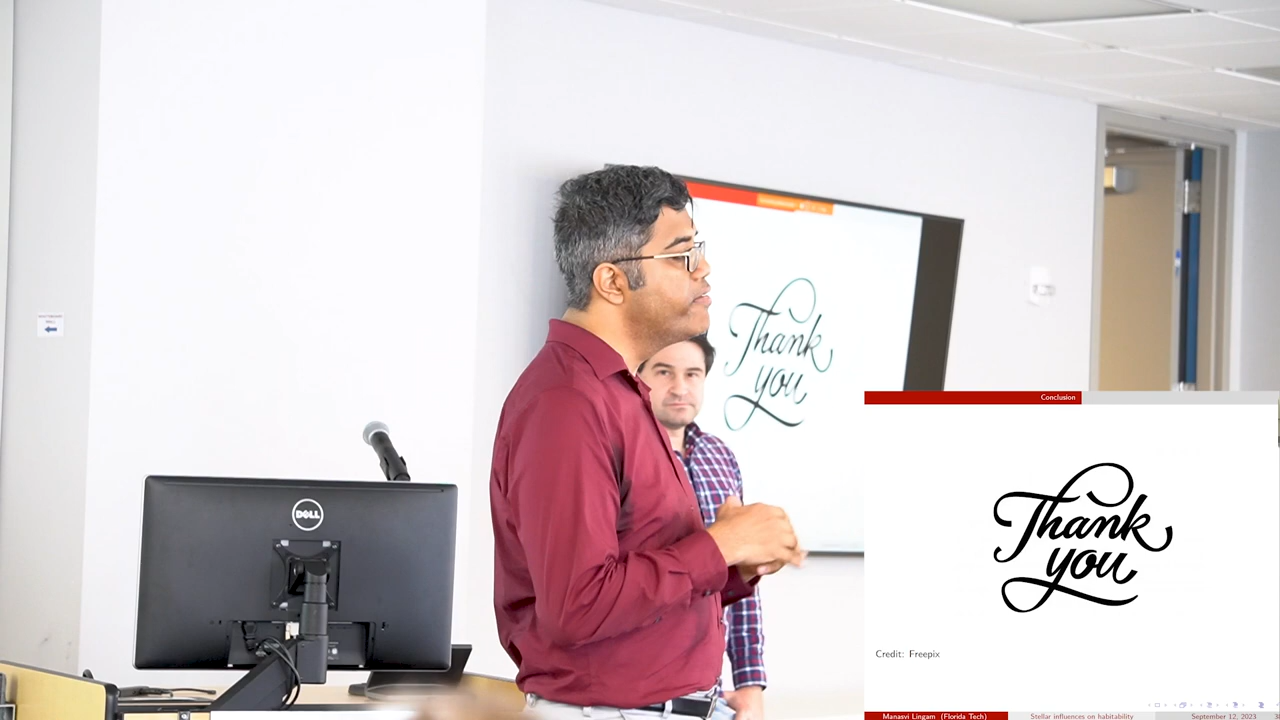 Thank
you
DELL
Conclusion
Thank
you
Credit: Freepix
Manasvi Lingam (Florida Tech)
Stellar influences on habitability
September 12, 2023